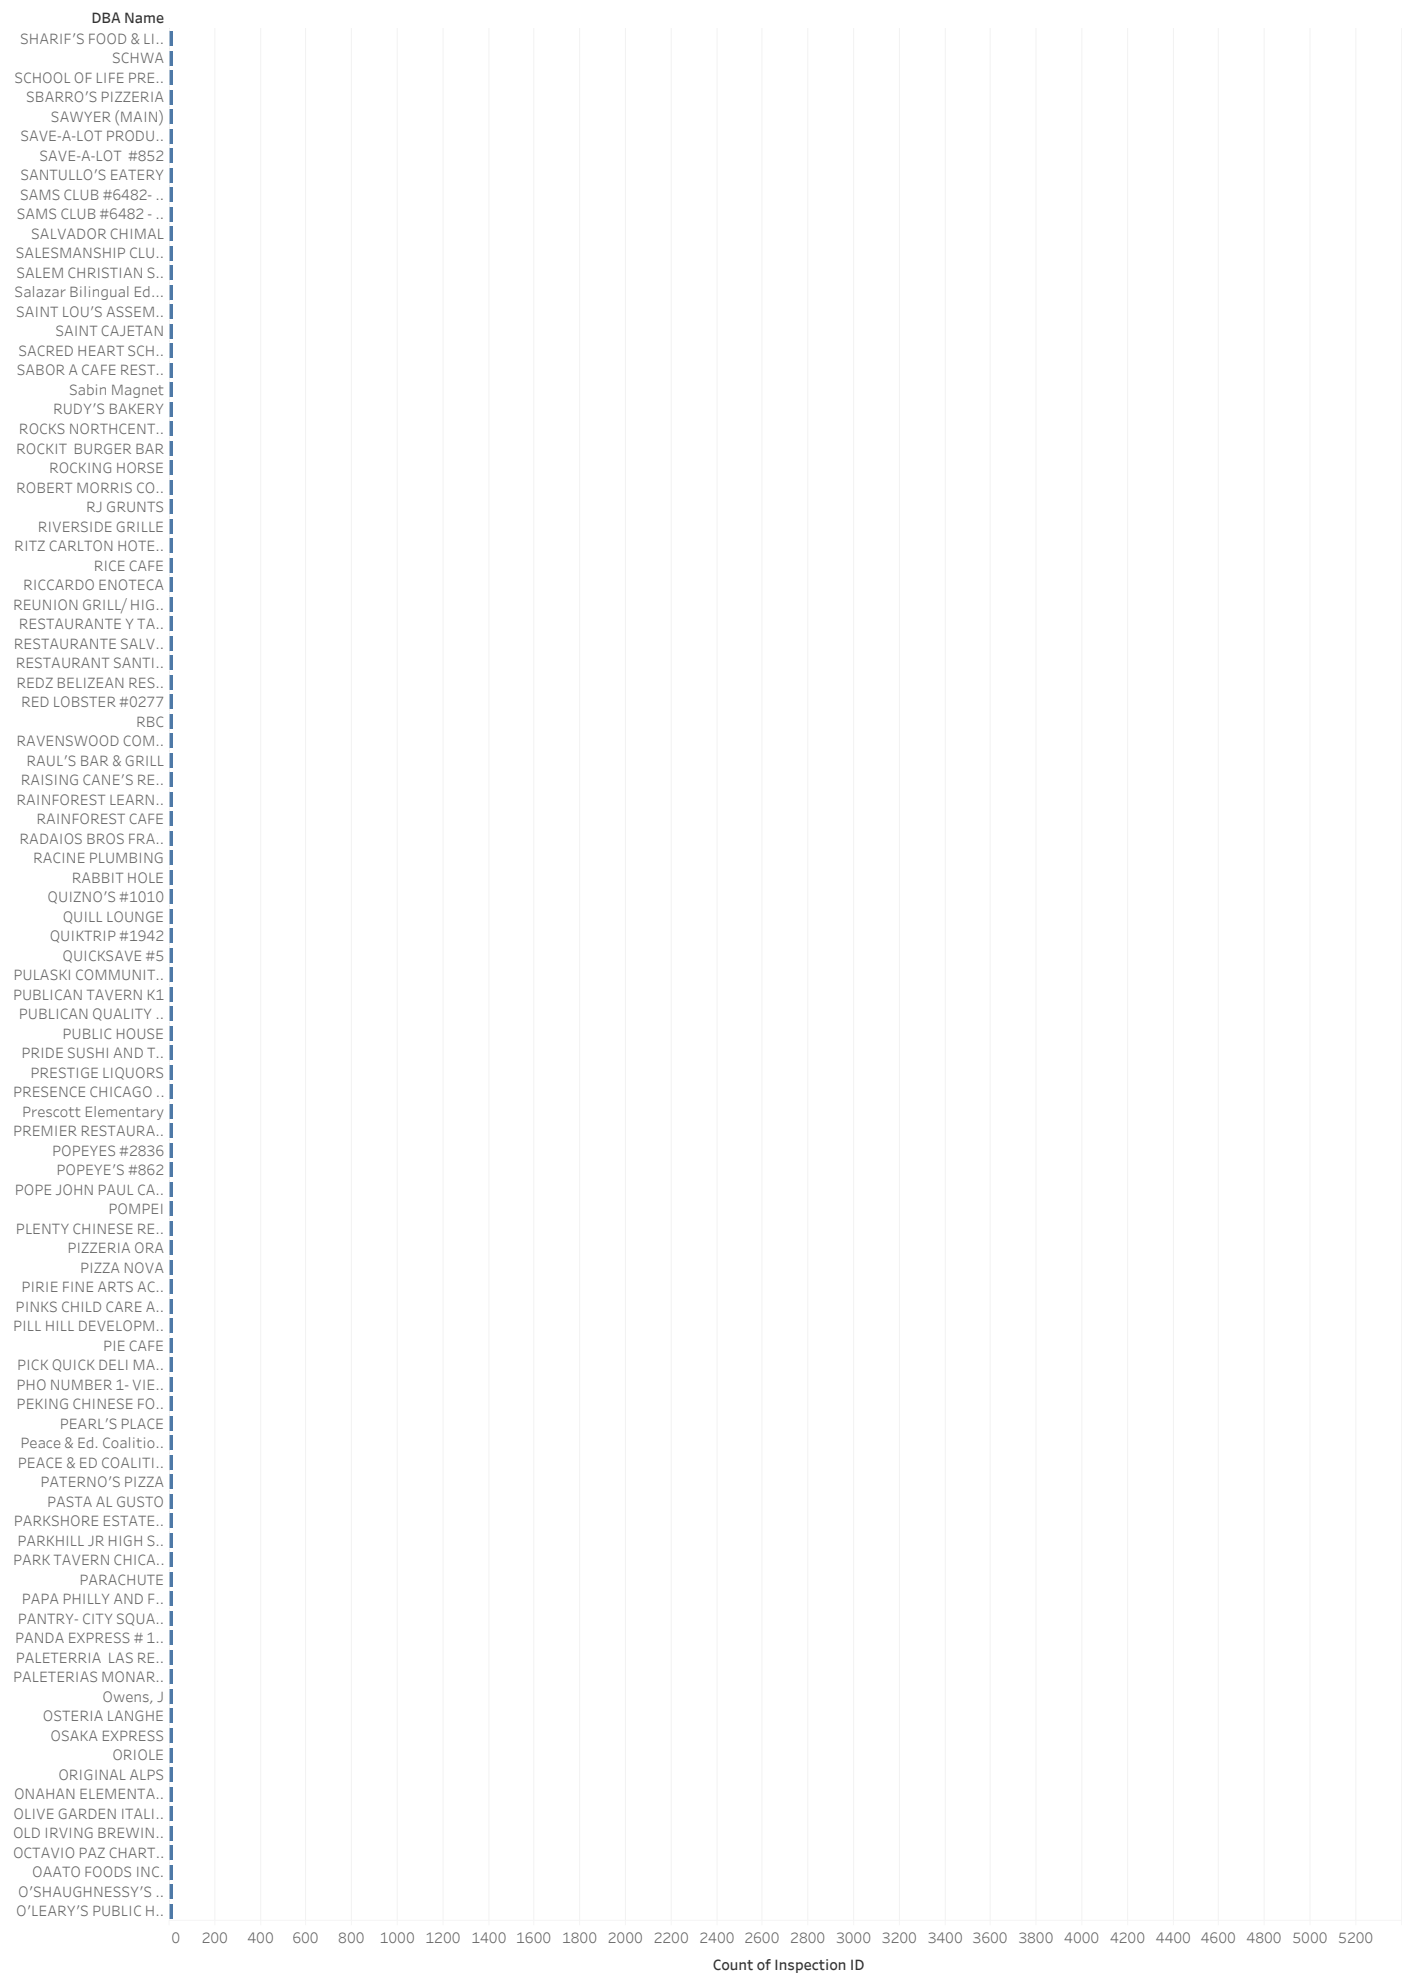 DBA Name
SHARIF'S FOOD & LI..
SCHWA
SCHOOL OF LIFE PRE..
SBARRO'S PIZZERIA
SAWYER (MAIN)
SAVE-A-LOT PRODU..
SAVE-A-LOT  #852
SANTULLO'S EATERY
SAMS CLUB #6482- ..
SAMS CLUB #6482 - ..
SALVADOR CHIMAL
SALESMANSHIP CLU..
SALEM CHRISTIAN S..
Salazar Bilingual Ed...
SAINT LOU'S ASSEM..
SAINT CAJETAN
SACRED HEART SCH..
SABOR A CAFE REST..
Sabin Magnet
RUDY'S BAKERY
ROCKS NORTHCENT..
ROCKIT  BURGER BAR
ROCKING HORSE
ROBERT MORRIS CO..
RJ GRUNTS
RIVERSIDE GRILLE
RITZ CARLTON HOTE..
RICE CAFE
RICCARDO ENOTECA
REUNION GRILL/ HIG..
RESTAURANTE Y TA..
RESTAURANTE SALV..
RESTAURANT SANTI..
REDZ BELIZEAN RES..
RED LOBSTER #0277
RBC
RAVENSWOOD COM..
RAUL'S BAR & GRILL
RAISING CANE'S RE..
RAINFOREST LEARN..
RAINFOREST CAFE
RADAIOS BROS FRA..
RACINE PLUMBING
RABBIT HOLE
QUIZNO'S #1010
QUILL LOUNGE
QUIKTRIP #1942
QUICKSAVE #5
PULASKI COMMUNIT..
PUBLICAN TAVERN K1
PUBLICAN QUALITY ..
PUBLIC HOUSE
PRIDE SUSHI AND T..
PRESTIGE LIQUORS
PRESENCE CHICAGO ..
Prescott Elementary
PREMIER RESTAURA..
POPEYES #2836
POPEYE'S #862
POPE JOHN PAUL CA..
POMPEI
PLENTY CHINESE RE..
PIZZERIA ORA
PIZZA NOVA
PIRIE FINE ARTS AC..
PINKS CHILD CARE A..
PILL HILL DEVELOPM..
PIE CAFE
PICK QUICK DELI MA..
PHO NUMBER 1- VIE..
PEKING CHINESE FO..
PEARL'S PLACE
Peace & Ed. Coalitio..
PEACE & ED COALITI..
PATERNO'S PIZZA
PASTA AL GUSTO
PARKSHORE ESTATE..
PARKHILL JR HIGH S..
PARK TAVERN CHICA..
PARACHUTE
PAPA PHILLY AND F..
PANTRY- CITY SQUA..
PANDA EXPRESS # 1..
PALETERRIA  LAS RE..
PALETERIAS MONAR..
Owens, J
OSTERIA LANGHE
OSAKA EXPRESS
ORIOLE
ORIGINAL ALPS
ONAHAN ELEMENTA..
OLIVE GARDEN ITALI..
OLD IRVING BREWIN..
OCTAVIO PAZ CHART..
OAATO FOODS INC.
O'SHAUGHNESSY'S ..
O'LEARY'S PUBLIC H..
0 200 400 600 800 1000 1200 1400 1600 1800 2000 2200 2400 2600 2800 3000 3200 3400 3600 3800 4000 4200 4400 4600 4800 5000 5200
Count of Inspection ID